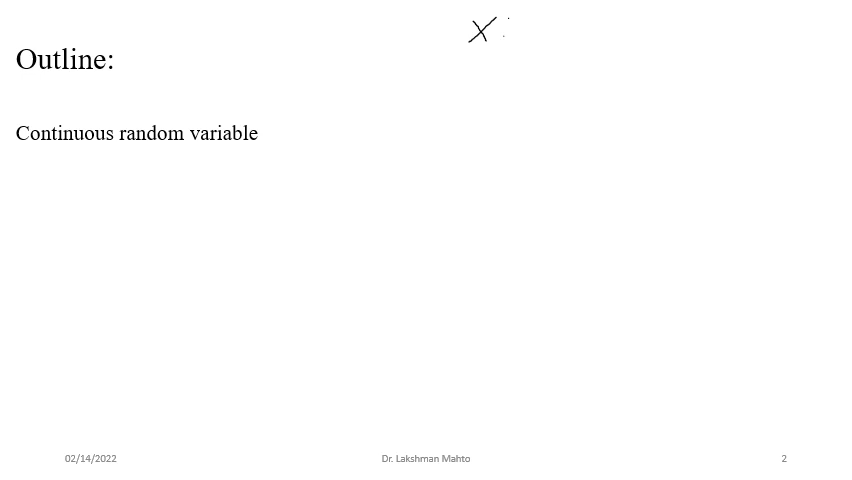 X :
Outline:
Continuous random variable
02/14/2022 Dr. Lakshman Mahto 2